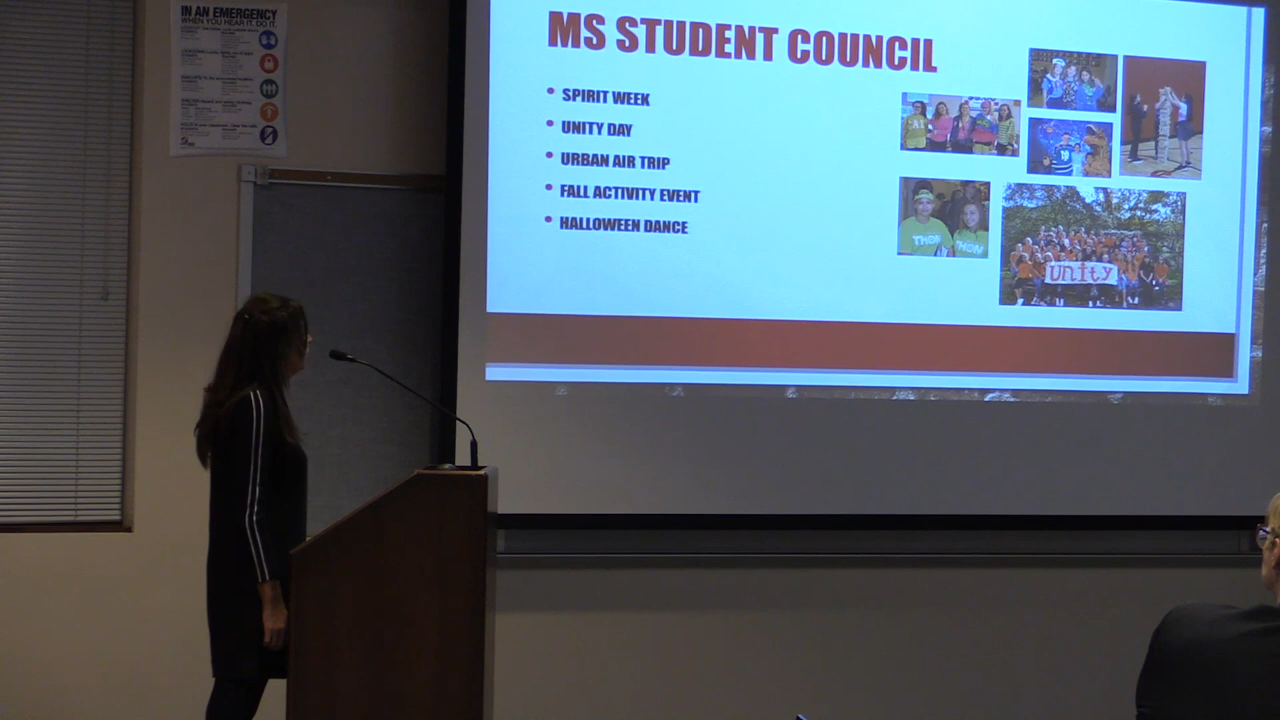 IN AN EMERGENCY
WHEN YOU HEAR IT. DO IT.
MS STUDENT COUNCIL
• SPIRIT WEEK
• UNITY DAY
• URBAN AIR TRIP
• FALL ACTIVITY EVENT
• HALLOWEEN DANCE
THON
THON
unity